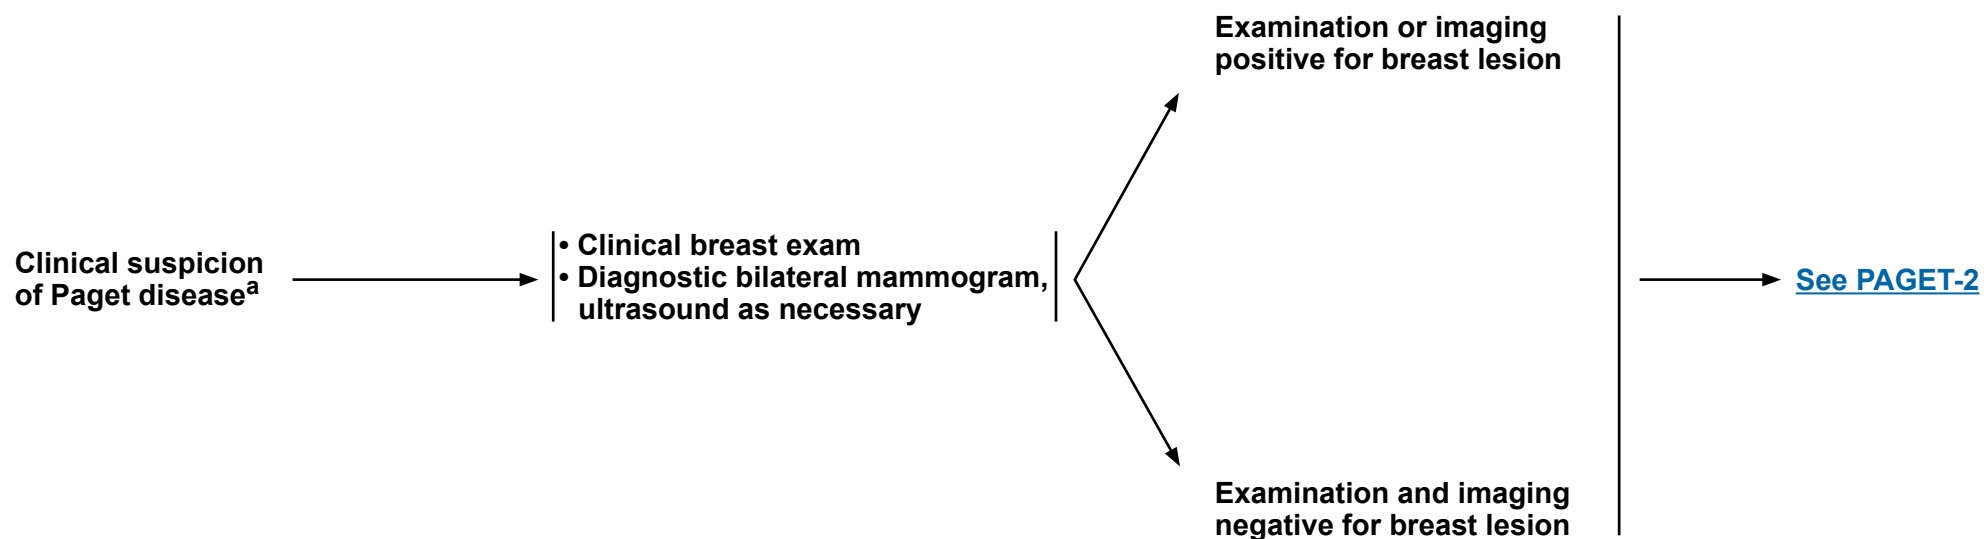 Clinical suspicion
of Paget diseaseᵃ
• Clinical breast exam
• Diagnostic bilateral mammogram,
ultrasound as necessary
Examination or imaging
positive for breast lesion
Examination and imaging
negative for breast lesion
See PAGET-2